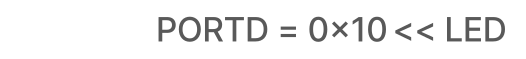 PORTD = 0×10 << LED